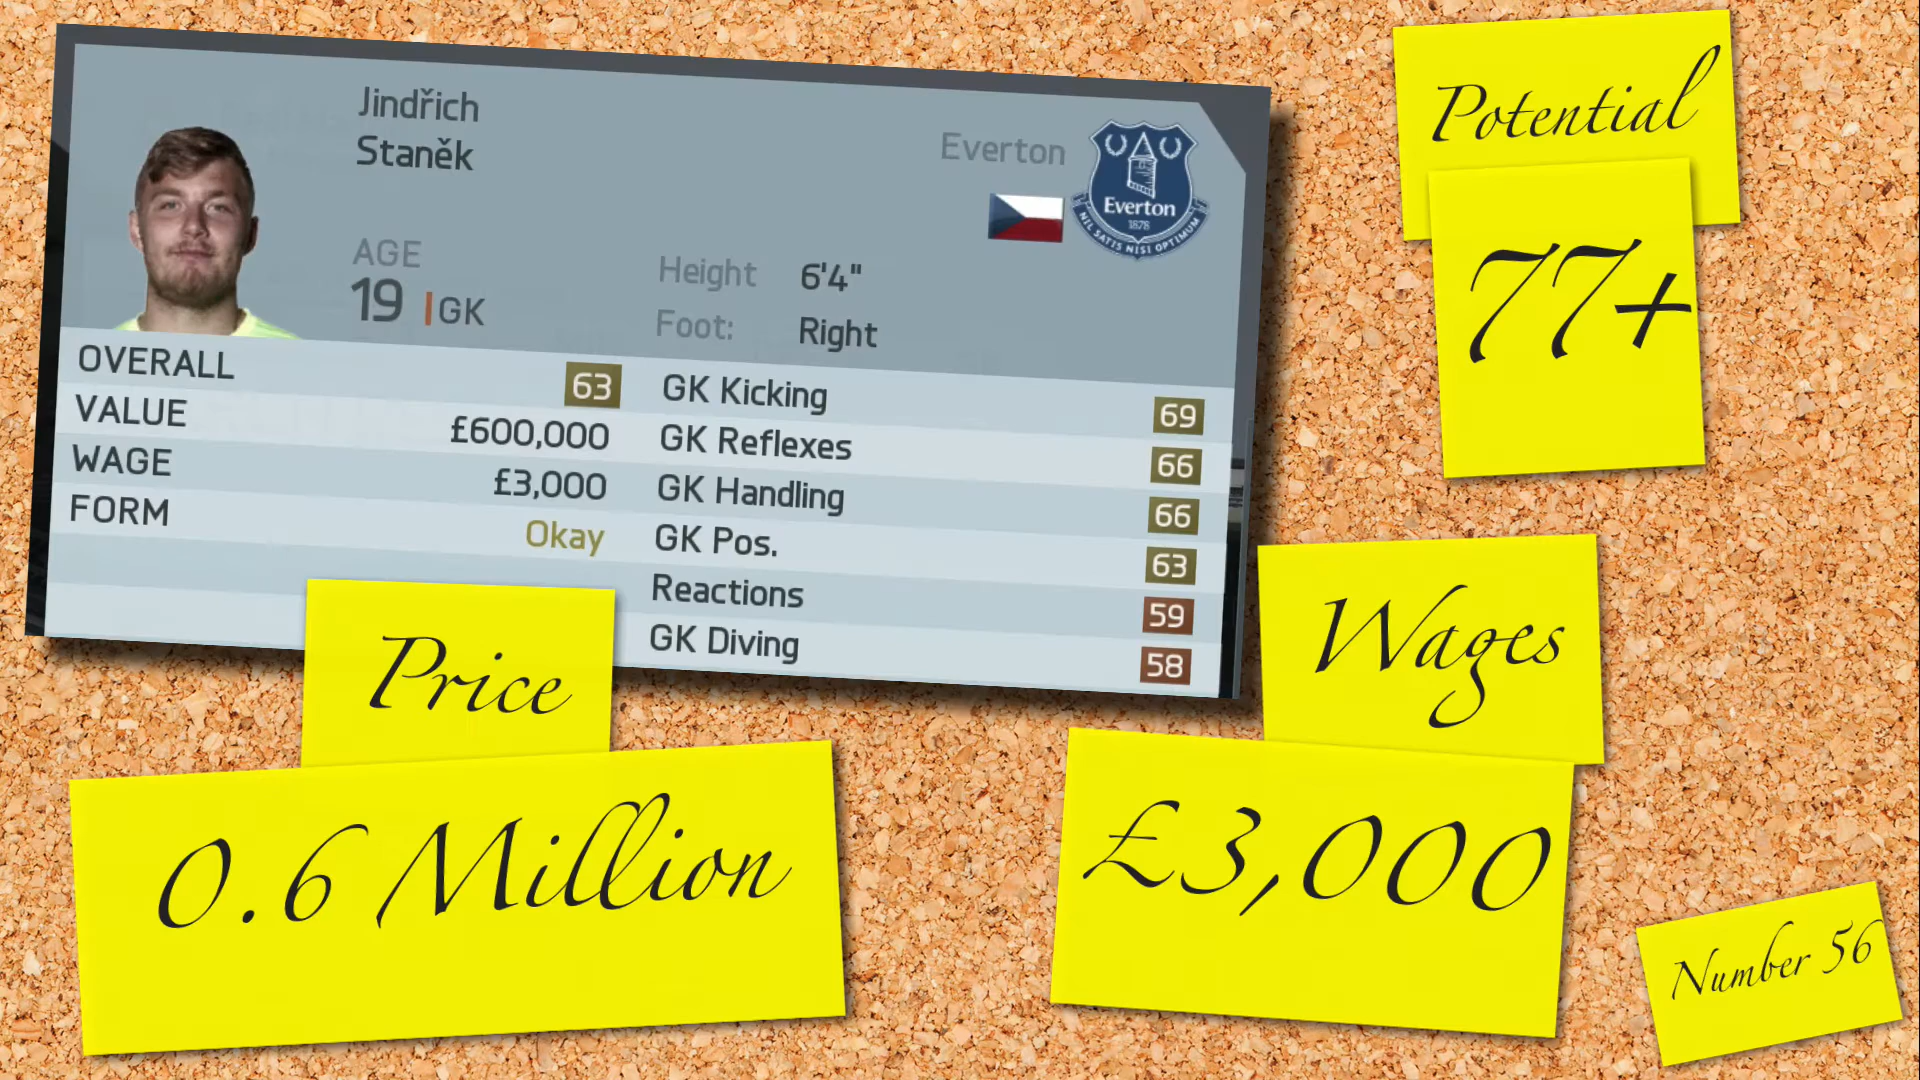 Jindřich
Staněk
Everton
Everton
1878
NIL SATIS NISI OPTIMUM
AGE
19 GK
Height 6'4"
Foot: Right
OVERALL 63
VALUE £600,000
WAGE £3,000
FORM Okay
GK Kicking 69
GK Reflexes 66
GK Handling 66
GK Pos. 63
Reactions 59
GK Diving 58
Potential
77+
Price
0.6 Million
Wages
£3,000
Number 56